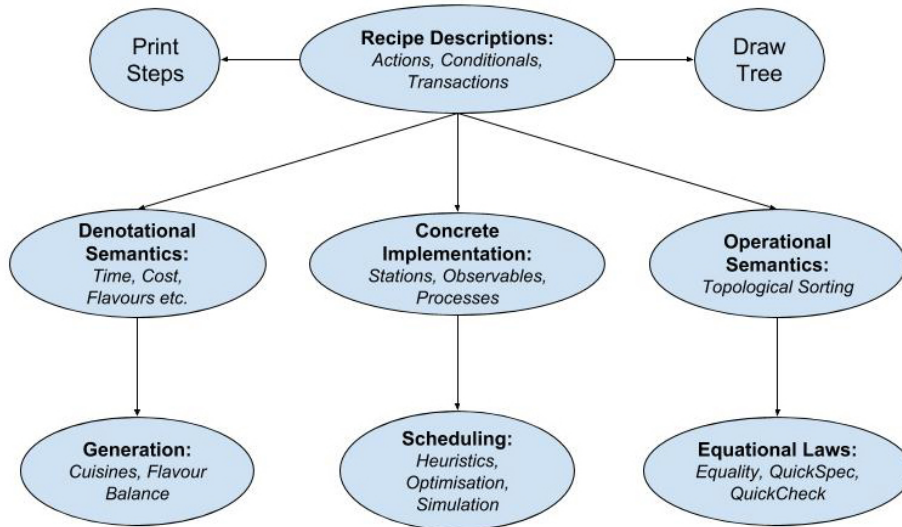 Print
Steps
Recipe Descriptions:
Actions, Conditionals,
Transactions
Draw
Tree
Denotational
Semantics:
Time, Cost,
Flavours etc.
Concrete
Implementation:
Stations, Observables,
Processes
Operational
Semantics:
Topological Sorting
Generation:
Cuisines, Flavour
Balance
Scheduling:
Heuristics,
Optimisation,
Simulation
Equational Laws:
Equality, QuickSpec,
QuickCheck